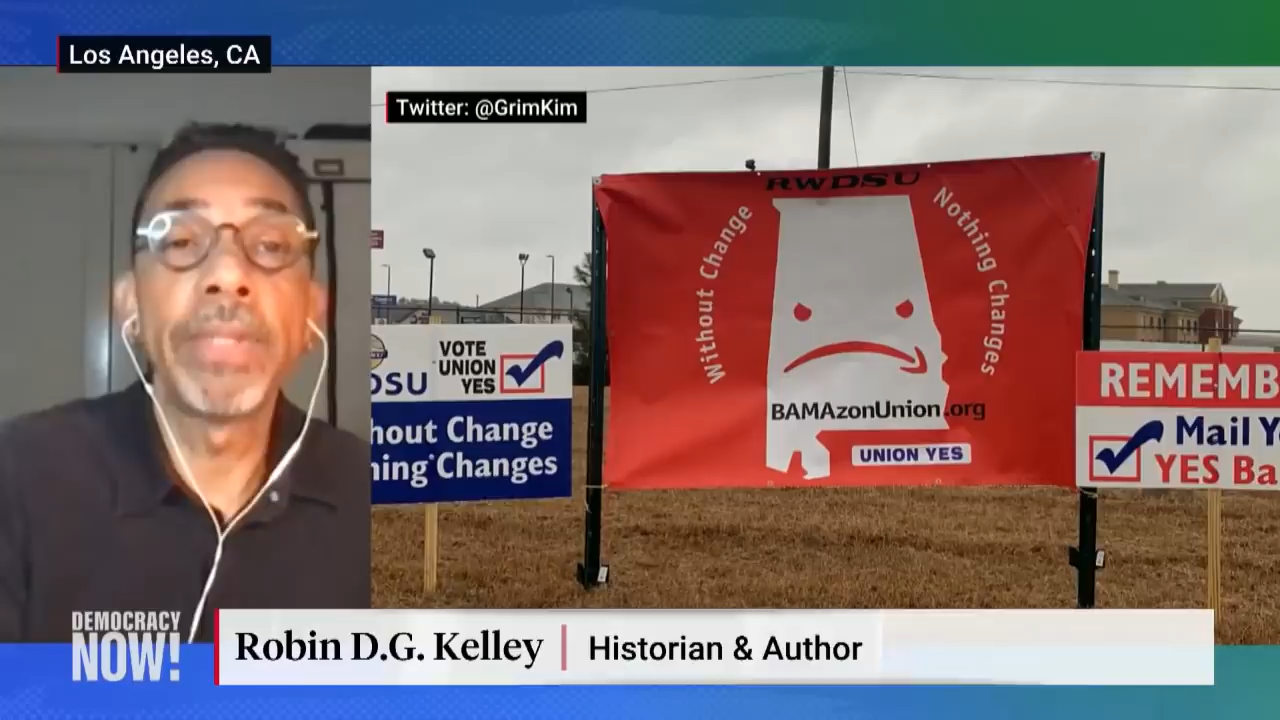 Los Angeles, CA
Twitter: @GrimKim
RWDSU
Without Change
Nothing Changes
BAMAzonUnion.org
UNION YES
VOTE
UNION
YES
DSU
hout Change
ning Changes
REMEMB
Mail Y
YES Ba
DEMOCRACY
NOW!
Robin D.G. Kelley
Historian & Author